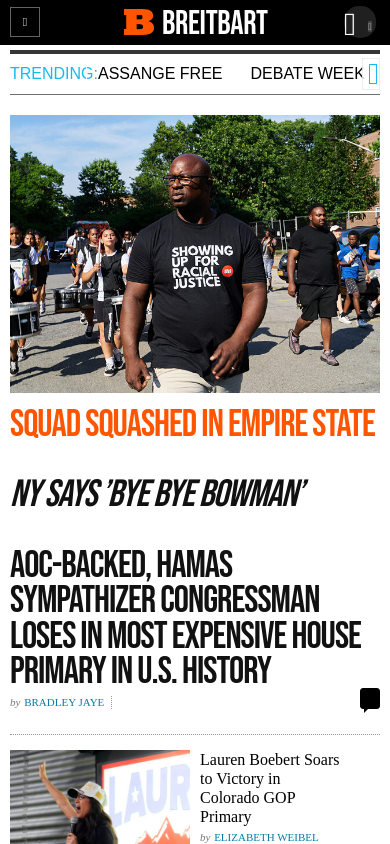 BREITBART
TRENDING: ASSANGE FREE DEBATE WEEK
SHOWING
UP FOR
RACIAL
JUSTICE
SQUAD SQUASHED IN EMPIRE STATE
NY SAYS 'BYE BYE BOWMAN'
AOC-BACKED, HAMAS
SYMPATHIZER CONGRESSMAN
LOSES IN MOST EXPENSIVE HOUSE
PRIMARY IN U.S. HISTORY
by BRADLEY JAYE
LAUR
Lauren Boebert Soars
to Victory in
Colorado GOP
Primary
by ELIZABETH WEIBEL